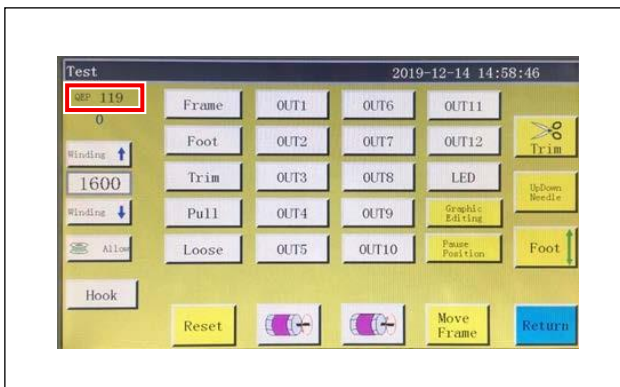 Test 2019-12-14 14:58:46
QEP 119
0
Winding
1600
Winding
Allow
Hook
Frame OUT1 OUT6 OUT11
Foot OUT2 OUT7 OUT12
Trim OUT3 OUT8 LED
Pull OUT4 OUT9 Graphic Editing
Loose OUT5 OUT10 Pause Position
Reset
Move
Frame
Trim
UpDown
Needle
Foot
Return